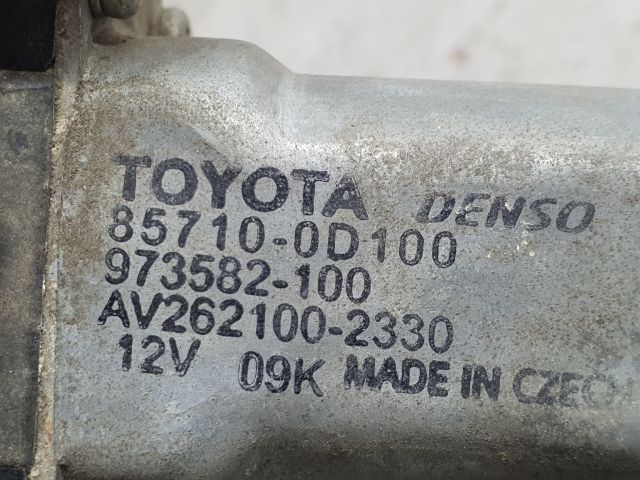 TOYOTA DENSO
85710-0D100
973582-100
AV262100-2330
12V 09K MADE IN CZECH